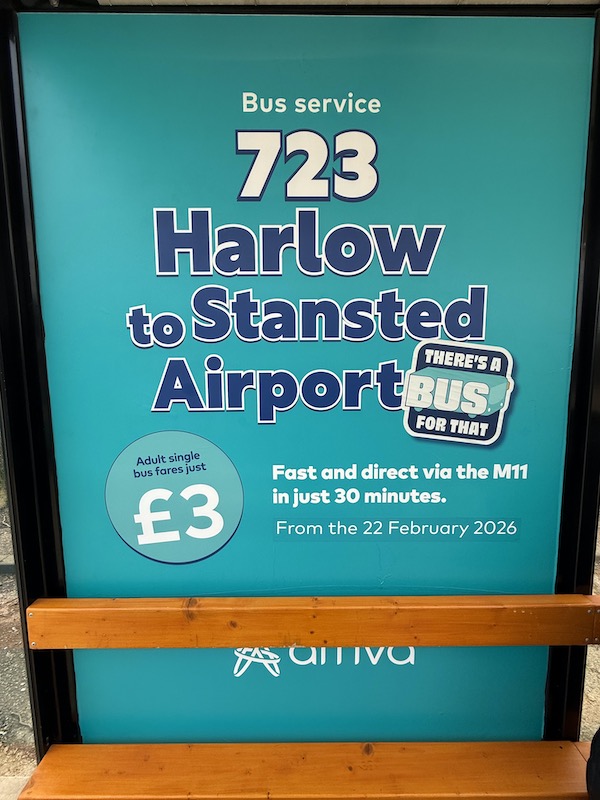 Bus service
723
Harlow
to Stansted
Airport
THERE'S A
BUS
FOR THAT
Adult single
bus fares just
£3
Fast and direct via the M11
in just 30 minutes.
From the 22 February 2026
arriva